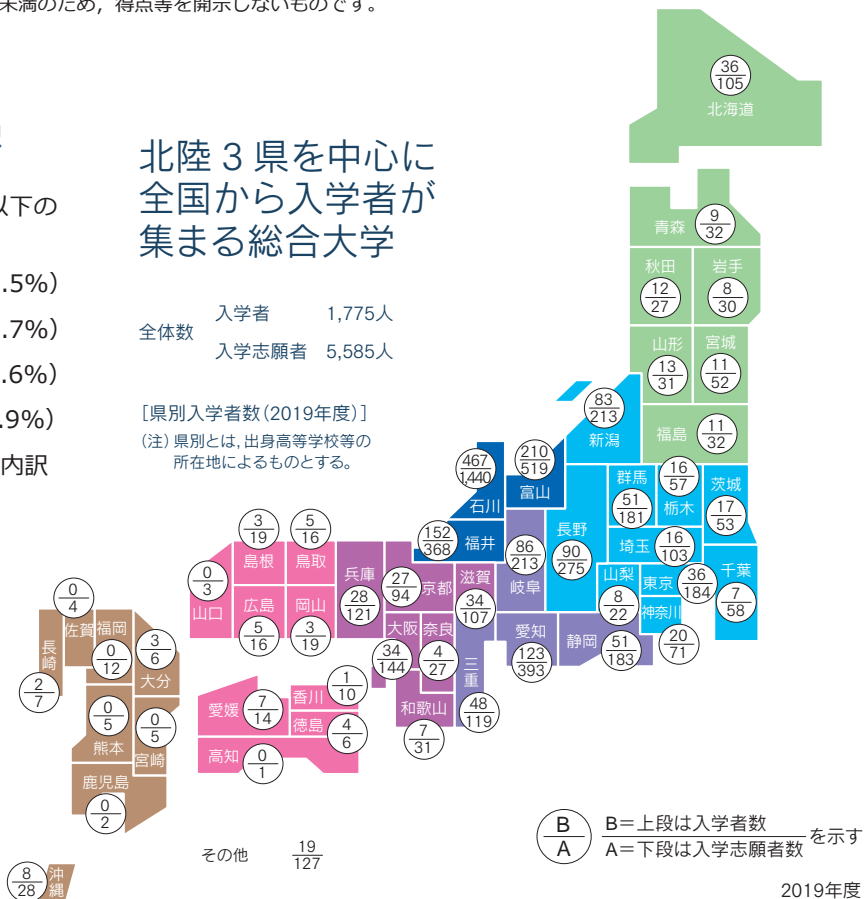 未満のため，得点等を開示しないものです。
以下の
.5%）
.7%）
.6%）
.9%）
内訳
北陸 3 県を中心に
全国から入学者が
集まる総合大学
全体数
入学者 1,775人
入学志願者 5,585人
［県別入学者数（2019年度）］
（注）県別とは，出身高等学校等の
所在地によるものとする。
36
105
北海道
青森
9
32
秋田
12
27
岩手
8
30
山形
13
31
宮城
11
52
福島
11
32
83
213
新潟
467
1,440
石川
210
519
富山
152
368
福井
群馬
51
181
16
57
栃木
茨城
17
53
埼玉
16
103
長野
90
275
86
213
岐阜
山梨
8
22
東京
36
184
千葉
7
58
神奈川
20
71
静岡
51
183
愛知
123
393
三重
48
119
滋賀
34
107
27
94
京都
兵庫
28
121
大阪
34
144
奈良
4
27
和歌山
7
31
3
19
島根
5
16
鳥取
0
3
山口
広島
5
16
岡山
3
19
1
10
香川
愛媛
7
14
徳島
4
6
高知
0
1
0
4
佐賀
福岡
0
12
長崎
2
7
3
6
大分
0
5
熊本
0
5
宮崎
鹿児島
0
2
8
28
沖縄
その他
19
127
B
A
B＝上段は入学者数
A＝下段は入学志願者数
を示す
2019年度